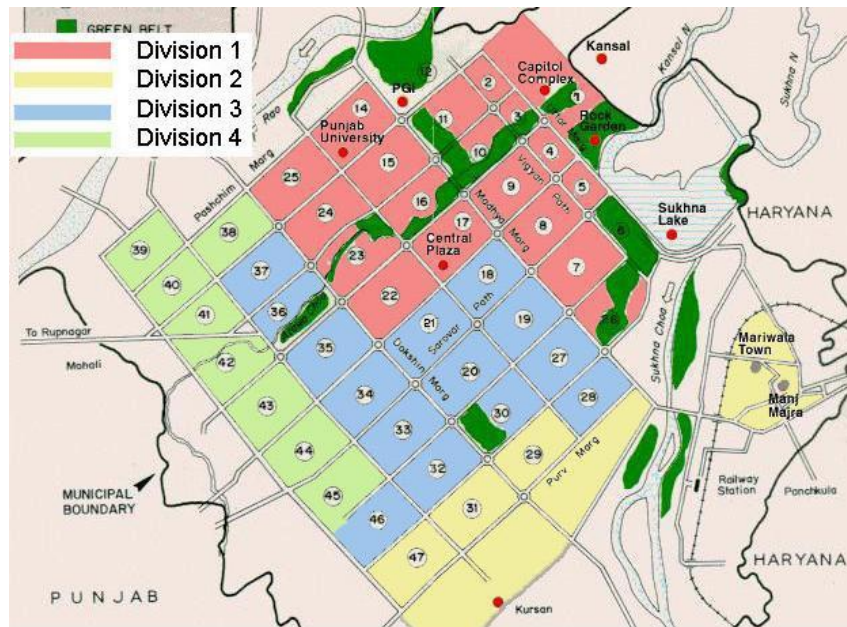 GREEN BELT
Division 1
Division 2
Division 3
Division 4
Kansal
Kansal N
Sukhna N
Capitol
Complex
PGI
12
2
1
14
11
3
Rock
Garden
Punjab
University
Rao
10
4
15
Vigyan Path
9
5
25
16
Pashchim Marg
Madhya Marg
24
17
8
6
Sukhna
Lake
HARYANA
38
39
23
Central
Plaza
7
37
18
40
22
26
36
21
Sarovar Path
19
41
To Rupnagar
35
Dakshin Marg
Sukhna Choa
Mariwala
Town
Mohali
42
20
27
34
Manj
Majra
43
30
28
33
29
Purv Marg
44
32
Railway
Station
Panchkula
MUNICIPAL
BOUNDARY
45
31
46
47
HARYANA
PUNJAB
Kursan